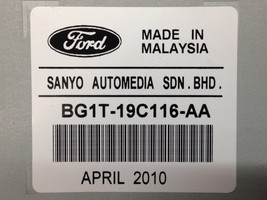 Ford
MADE IN
MALAYSIA
SANYO AUTOMEDIA SDN.BHD.
BG1T-19C116-AA
APRIL 2010